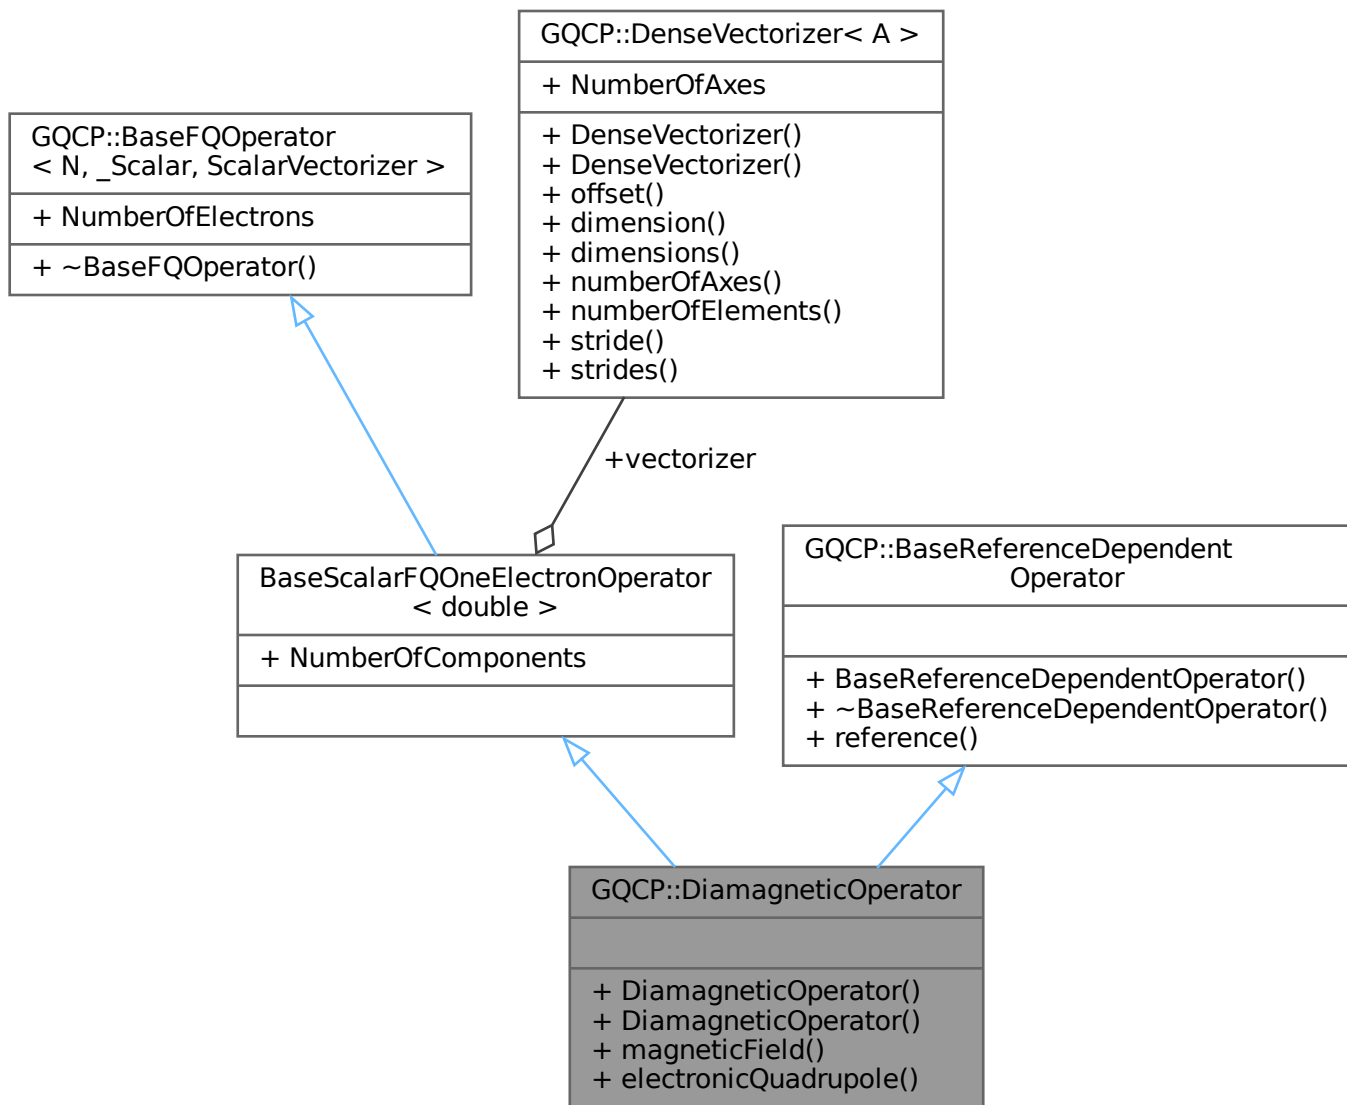 GQCP::DenseVectorizer< A >
+ NumberOfAxes
+ DenseVectorizer()
+ DenseVectorizer()
+ offset()
+ dimension()
+ dimensions()
+ numberOfAxes()
+ numberOfElements()
+ stride()
+ strides()
GQCP::BaseFQOperator
< N, _Scalar, ScalarVectorizer >
+ NumberOfElectrons
+ ~BaseFQOperator()
+vectorizer
BaseScalarFQOneElectronOperator
< double >
+ NumberOfComponents
GQCP::BaseReferenceDependent
Operator
+ BaseReferenceDependentOperator()
+ ~BaseReferenceDependentOperator()
+ reference()
GQCP::DiamagneticOperator
+ DiamagneticOperator()
+ DiamagneticOperator()
+ magneticField()
+ electronicQuadrupole()